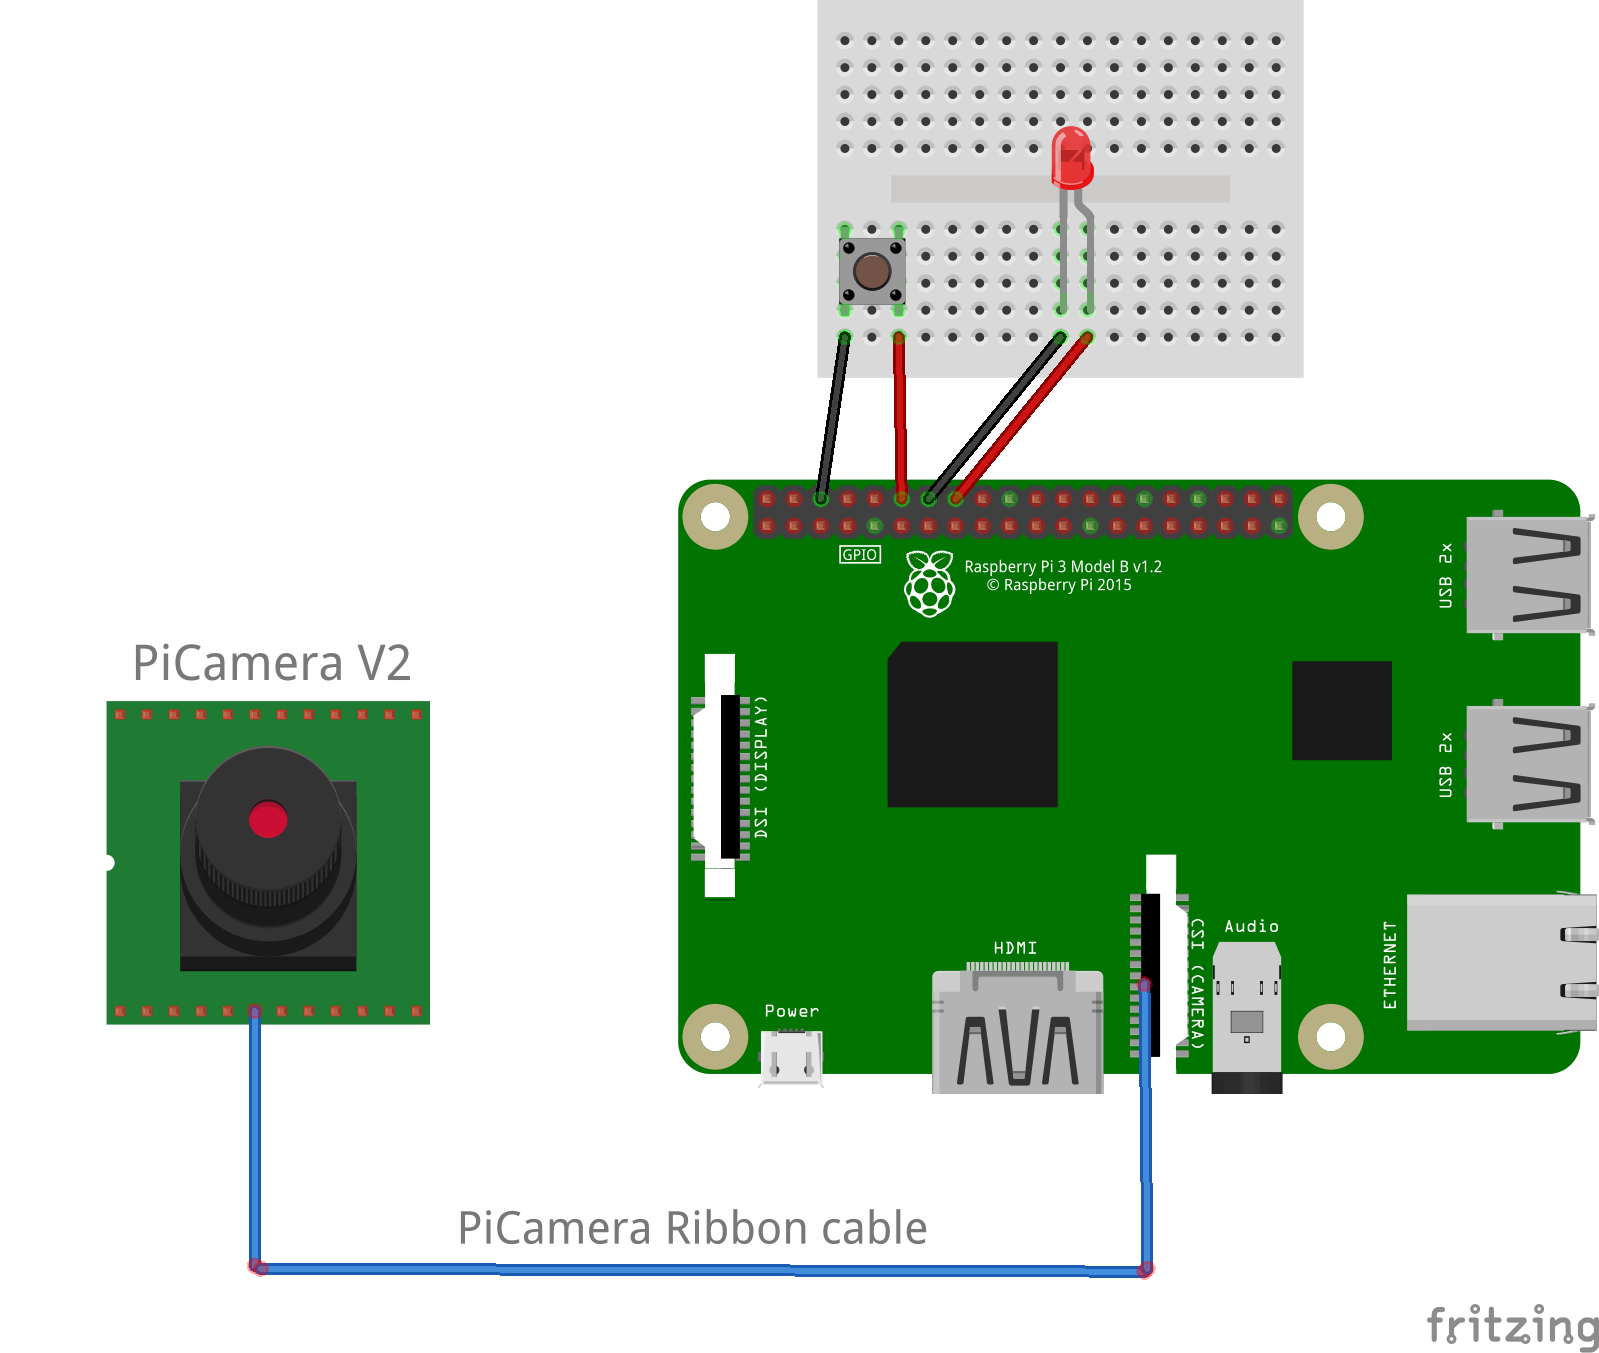 GPIO
Raspberry Pi 3 Model B v1.2
© Raspberry Pi 2015
USB 2x
PiCamera V2
DSI (DISPLAY)
USB 2x
Audio
CSI (CAMERA)
ETHERNET
HDMI
Power
PiCamera Ribbon cable
fritzing